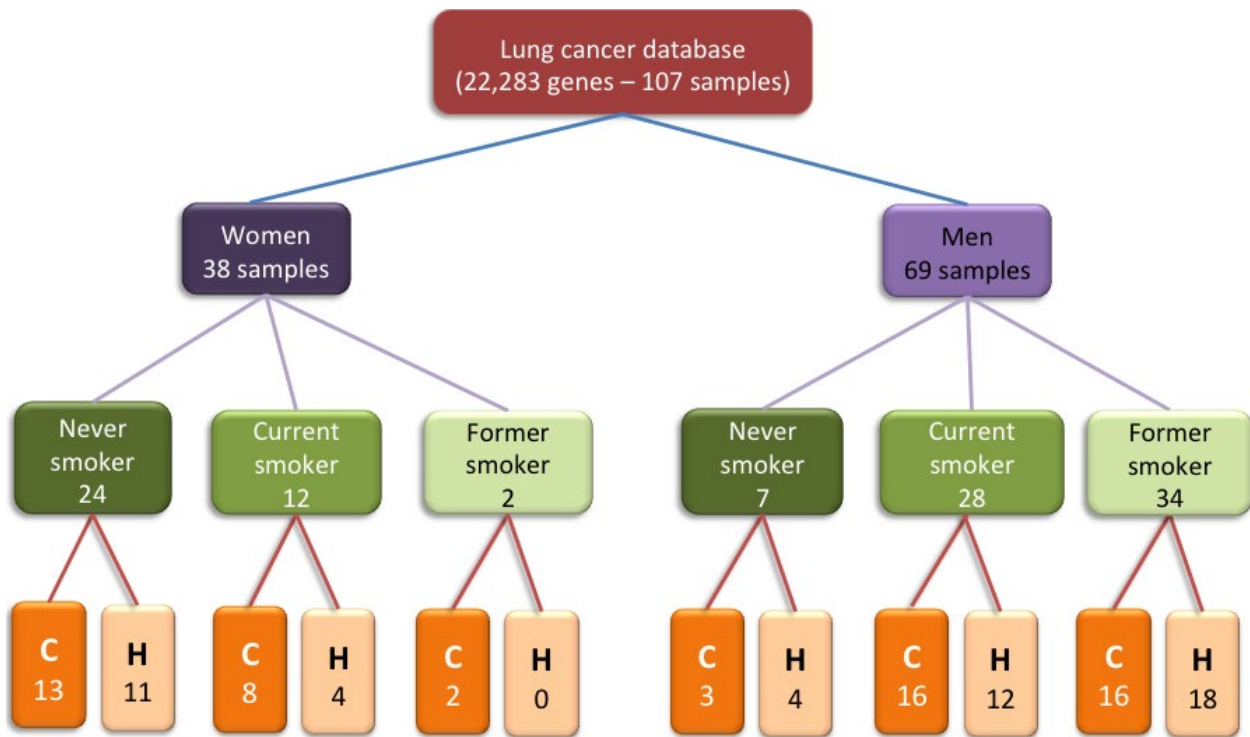 Lung cancer database
(22,283 genes – 107 samples)
Women
38 samples
Men
69 samples
Never
smoker
24
Current
smoker
12
Former
smoker
2
Never
smoker
7
Current
smoker
28
Former
smoker
34
C
13
H
11
C
8
H
4
C
2
H
0
C
3
H
4
C
16
H
12
C
16
H
18